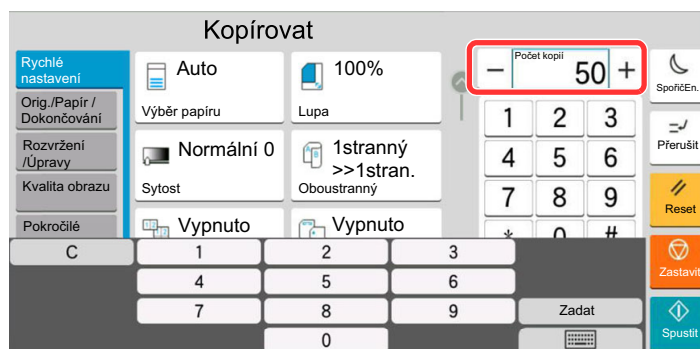 Kopírovat
Rychlé
nastavení
Orig./Papír /
Dokončování
Rozvržení
/Úpravy
Kvalita obrazu
Pokročilé
Auto
Výběr papíru
100%
Lupa
Normální 0
Sytost
1stranný
>>1stran.
Oboustranný
Vypnuto
Vypnuto
Počet kopií
− 50 +
1 2 3
4 5 6
7 8 9
* 0 #
SpořičEn.
Přerušit
Reset
Zastavit
Spustit
C 1 2 3
4 5 6
7 8 9 Zadat
0